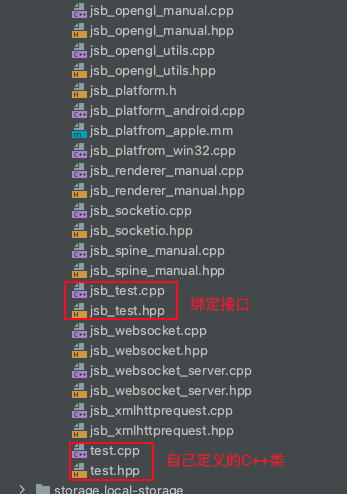 jsb_opengl_manual.cpp
jsb_opengl_manual.hpp
jsb_opengl_utils.cpp
jsb_opengl_utils.hpp
jsb_platform.h
jsb_platform_android.cpp
jsb_platfrom_apple.mm
jsb_platfrom_win32.cpp
jsb_renderer_manual.cpp
jsb_renderer_manual.hpp
jsb_socketio.cpp
jsb_socketio.hpp
jsb_spine_manual.cpp
jsb_spine_manual.hpp
jsb_test.cpp
绑定接口
jsb_test.hpp
jsb_websocket.cpp
jsb_websocket.hpp
jsb_websocket_server.cpp
jsb_websocket_server.hpp
jsb_xmlhttprequest.cpp
jsb_xmlhttprequest.hpp
test.cpp
自己定义的C++类
test.hpp
storage.local-storage